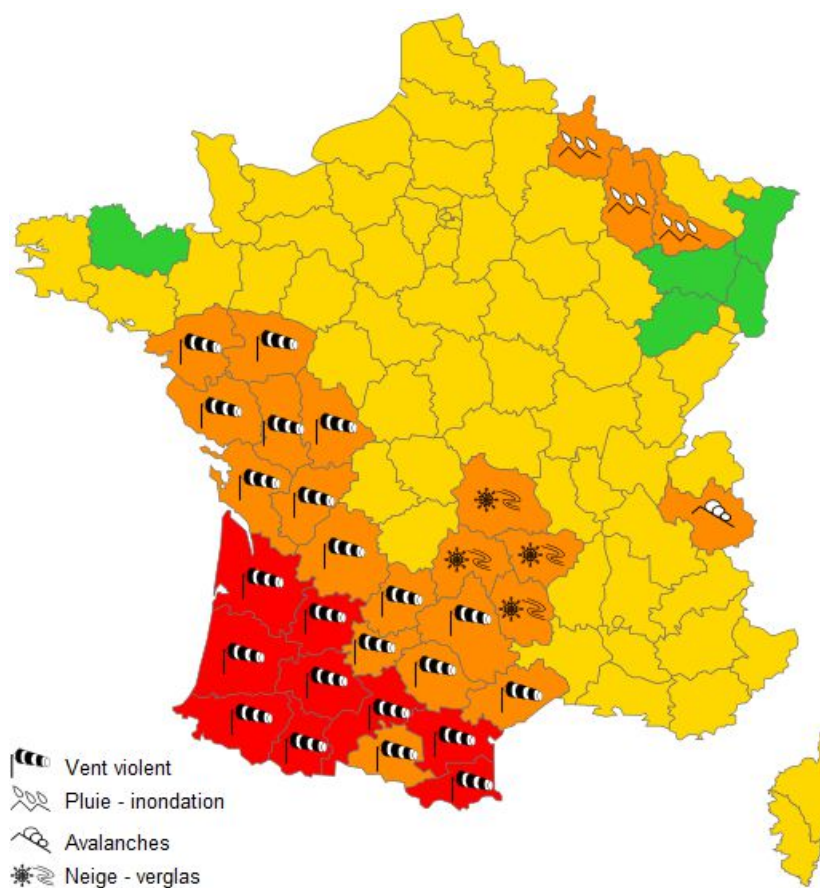 Vent violent
Pluie - inondation
Avalanches
Neige - verglas